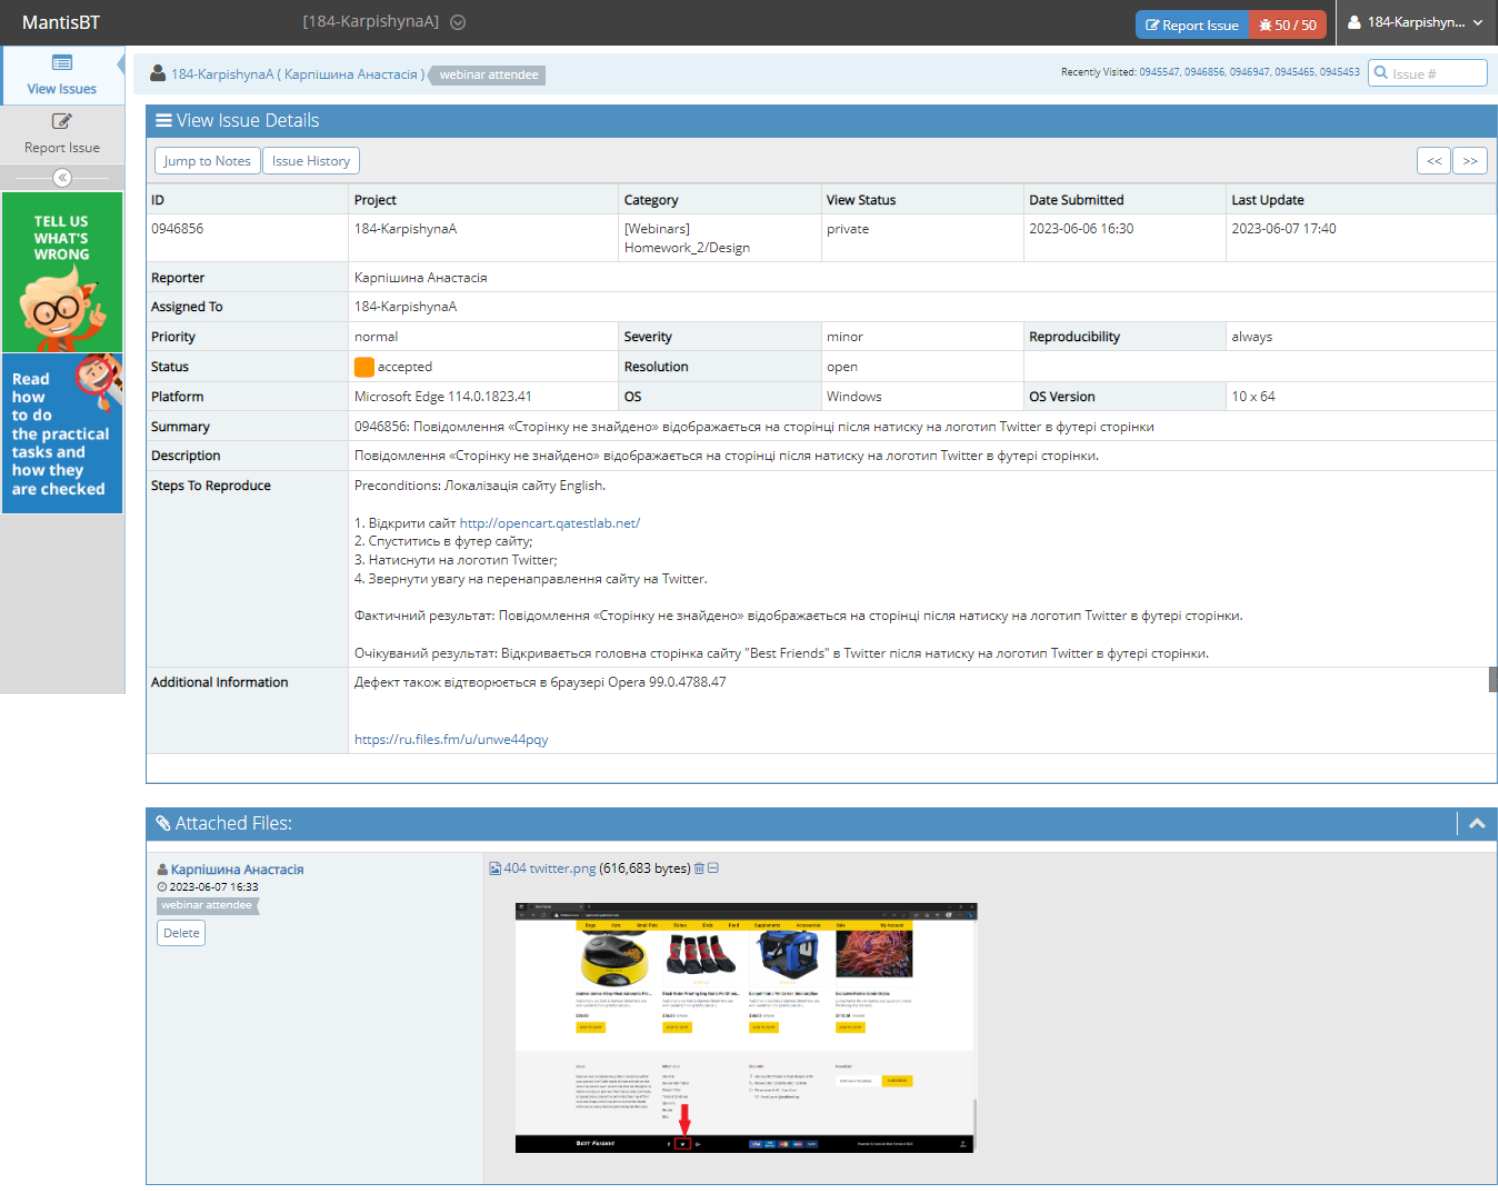 MantisBT
[184-KarpishynaA]
Report Issue
50 / 50
184-Karpishyn...
View Issues
Report Issue
TELL US
WHAT'S
WRONG
Read
how
to do
the practical
tasks and
how they
are checked
184-KarpishynaA ( Карпішина Анастасія )
webinar attendee
Recently Visited: 0945547, 0946856, 0946947, 0945465, 0945453
Issue #
View Issue Details
Jump to Notes
Issue History
<<
>>
ID Project Category View Status Date Submitted Last Update
0946856 184-KarpishynaA [Webinars] private 2023-06-06 16:30 2023-06-07 17:40
Homework_2/Design
Reporter Карпішина Анастасія
Assigned To 184-KarpishynaA
Priority normal Severity minor Reproducibility always
Status accepted Resolution open
Platform Microsoft Edge 114.0.1823.41 OS Windows OS Version 10 x 64
Summary 0946856: Повідомлення «Сторінку не знайдено» відображається на сторінці після натиску на логотип Twitter в футері сторінки
Description Повідомлення «Сторінку не знайдено» відображається на сторінці після натиску на логотип Twitter в футері сторінки.
Steps To Reproduce Preconditions: Локалізація сайту English.
1. Відкрити сайт http://opencart.qatestlab.net/
2. Спуститись в футер сайту;
3. Натиснути на логотип Twitter;
4. Звернути увагу на перенаправлення сайту на Twitter.
Фактичний результат: Повідомлення «Сторінку не знайдено» відображається на сторінці після натиску на логотип Twitter в футері сторінки.
Очікуваний результат: Відкривається головна сторінка сайту "Best Friends" в Twitter після натиску на логотип Twitter в футері сторінки.
Additional Information Дефект також відтворюється в браузері Opera 99.0.4788.47
https://ru.files.fm/u/unwe44pqy
Attached Files:
Карпішина Анастасія
2023-06-07 16:33
webinar attendee
Delete
404 twitter.png (616,683 bytes)
Food Supplements Accessories Sale My Account
BEST FRIENDS